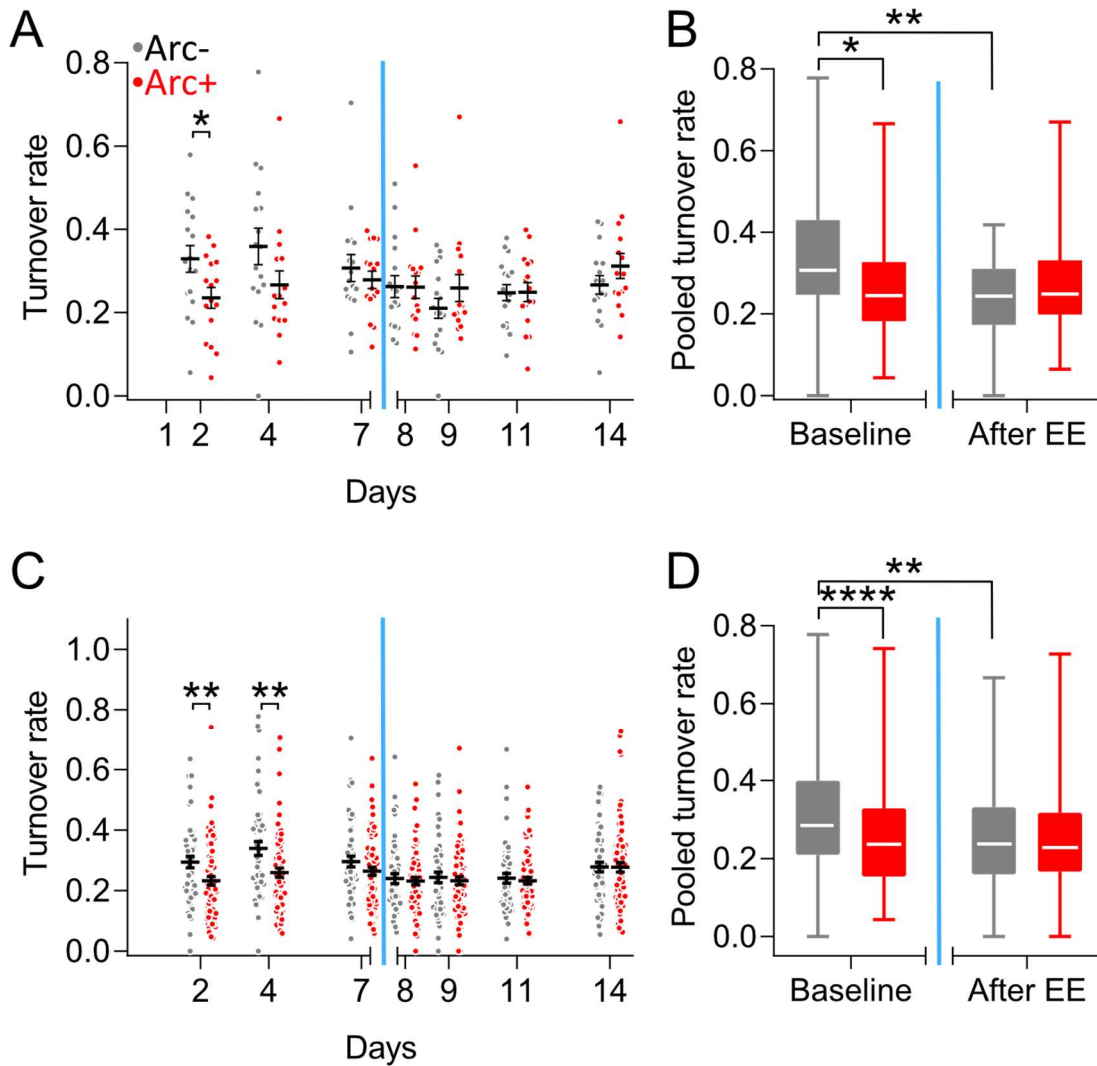 A
Arc-
Arc+
Turnover rate
0.8
0.6
0.4
0.2
0.0
*
1 2 4 7 8 9 11 14
Days
B
**
*
Pooled turnover rate
0.8
0.6
0.4
0.2
0.0
Baseline After EE
C
Turnover rate
1.0
0.8
0.6
0.4
0.2
0.0
** **
2 4 7 8 9 11 14
Days
D
**
****
Pooled turnover rate
0.8
0.6
0.4
0.2
0.0
Baseline After EE